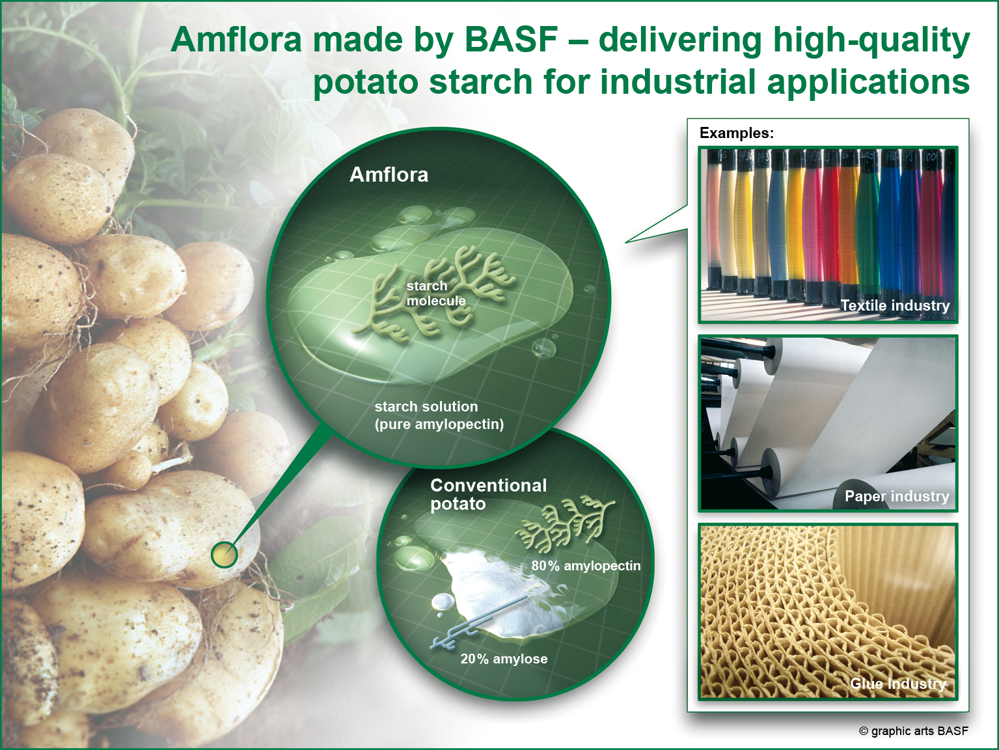 Amflora made by BASF – delivering high-quality
potato starch for industrial applications
Amflora
starch
molecule
starch solution
(pure amylopectin)
Conventional
potato
80% amylopectin
20% amylose
Examples:
Textile industry
Paper industry
Glue Industry
© graphic arts BASF